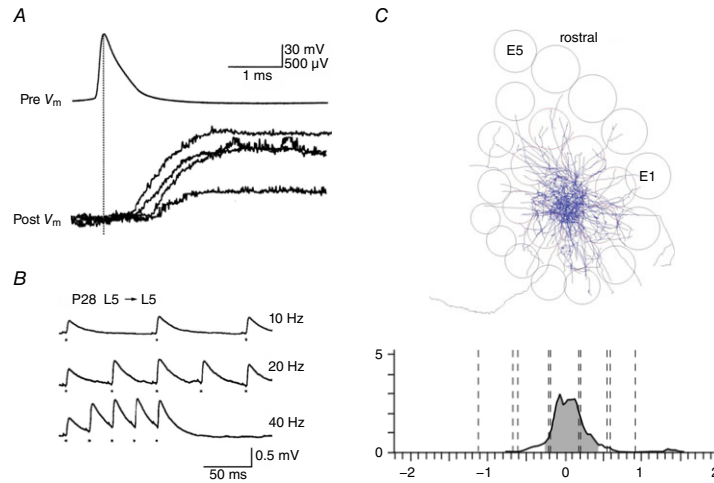 A
30 mV
500 µV
1 ms
Pre Vm
Post Vm
B
P28 L5 → L5
10 Hz
20 Hz
40 Hz
0.5 mV
50 ms
C
E5
rostral
E1
5
0
−2 −1 0 1 2